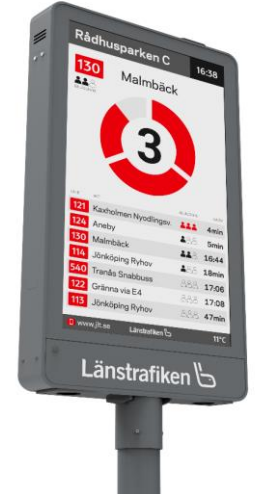 Rådhusparken C 16:38
130 Malmbäck
3
121 Kaxholmen Nyodlingsv. 4min
124 Ansby 5min
130 Malmbäck 16:44
114 Jönköping Ryhov 18min
540 Tranås Snabbuss 17:06
122 Gränna via E4 17:08
113 Jönköping Ryhov 47min
www.jlt.se Länstrafiken 11°C
Länstrafiken